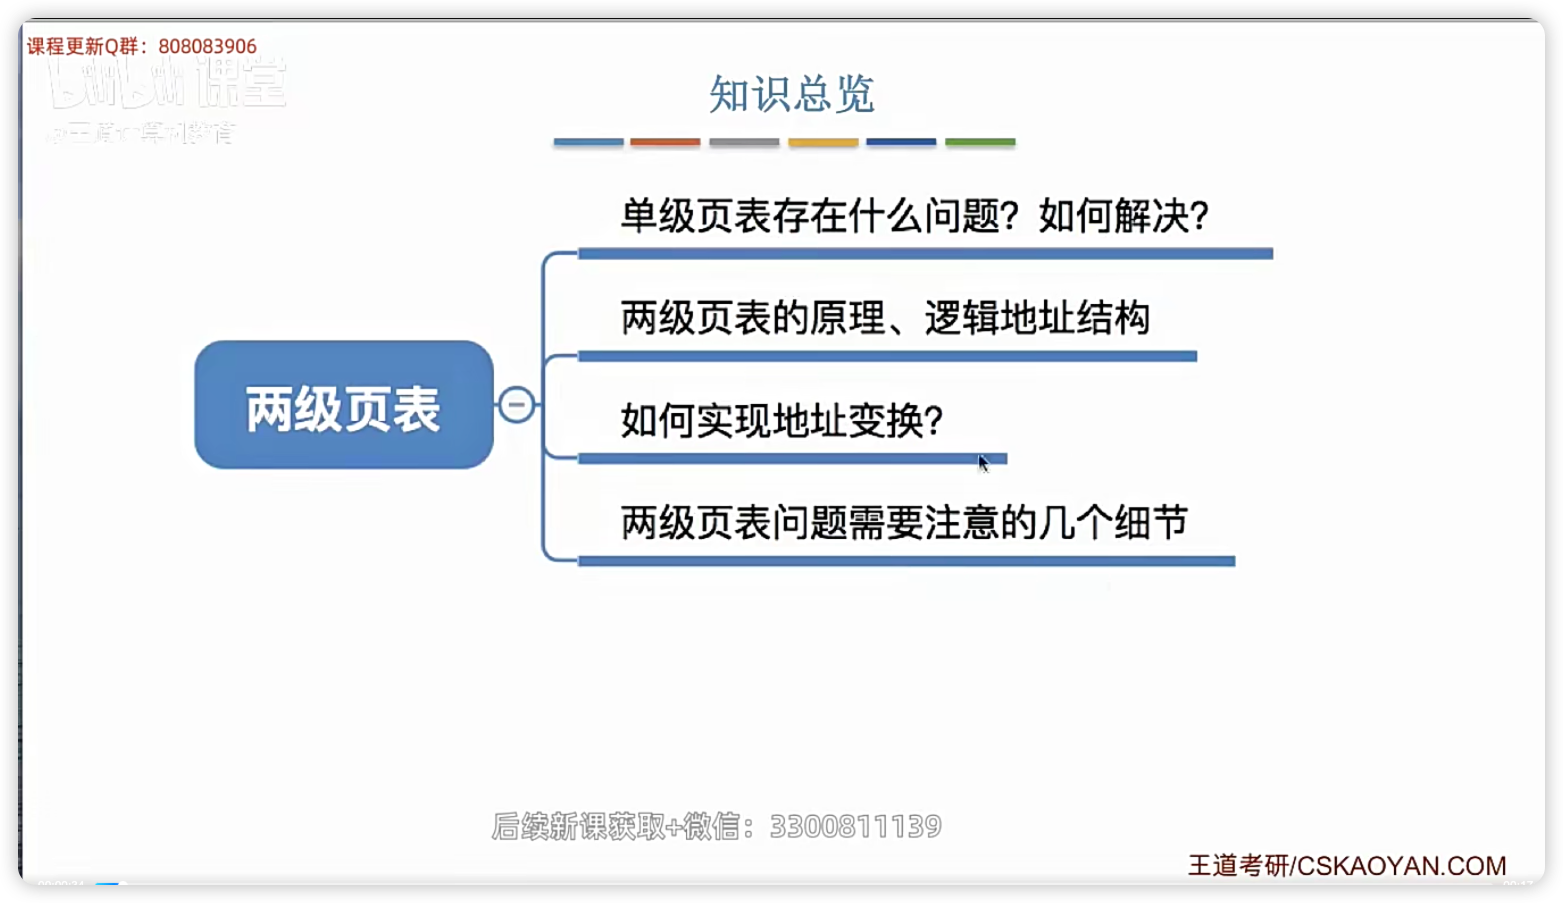 课程更新Q群：808083906
bilibili 课堂
知识总览
单级页表存在什么问题？如何解决？
两级页表的原理、逻辑地址结构
两级页表
如何实现地址变换？
两级页表问题需要注意的几个细节
后续新课获取+微信：3300811139
王道考研/CSKAOYAN.COM